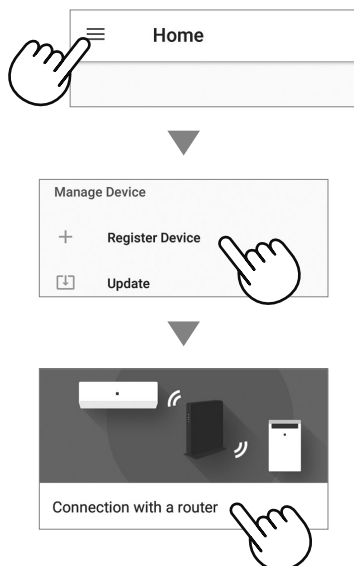 Home
Manage Device
Register Device
Update
Connection with a router